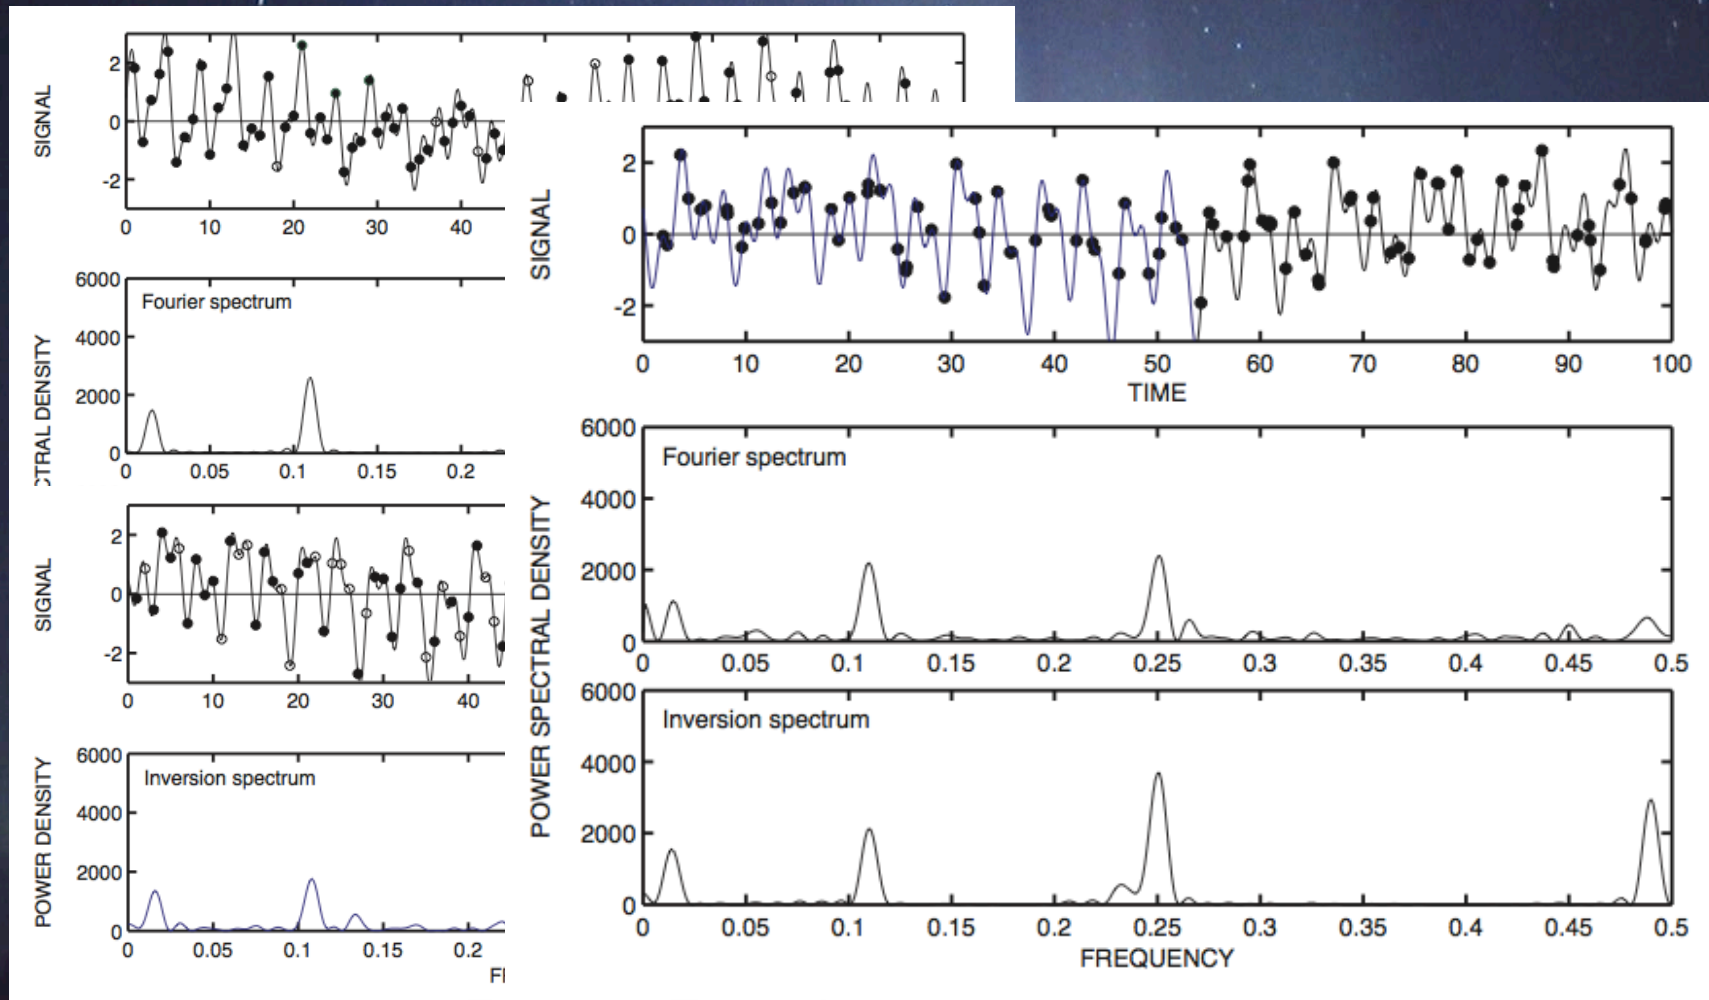 SIGNAL
2
0
-2
0 10 20 30 40
6000
Fourier spectrum
4000
2000
0
0 0.05 0.1 0.15 0.2
CTRAL DENSITY
SIGNAL
2
0
-2
0 10 20 30 40
POWER DENSITY
6000
Inversion spectrum
4000
2000
0
0 0.05 0.1 0.15 0.2
SIGNAL
2
0
-2
0 10 20 30 40 50 60 70 80 90 100
TIME
POWER SPECTRAL DENSITY
6000
Fourier spectrum
4000
2000
0
0 0.05 0.1 0.15 0.2 0.25 0.3 0.35 0.4 0.45 0.5
6000
Inversion spectrum
4000
2000
0
0 0.05 0.1 0.15 0.2 0.25 0.3 0.35 0.4 0.45 0.5
FREQUENCY